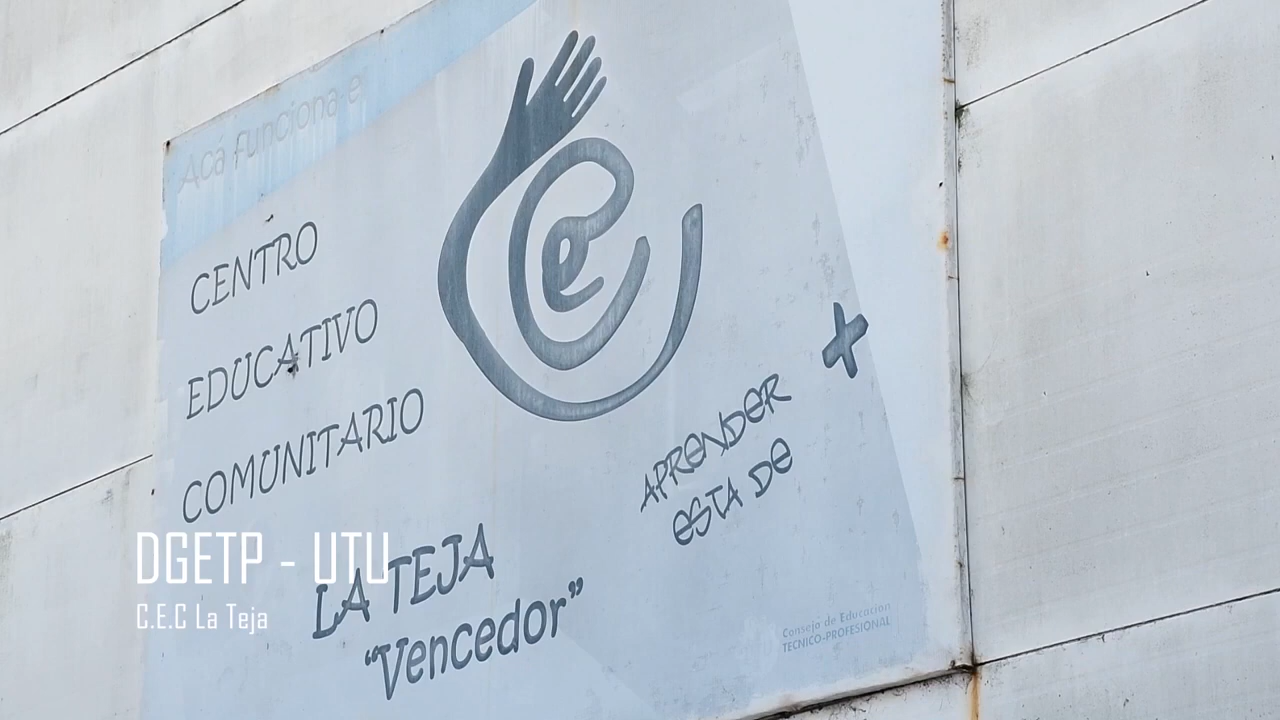 Acá Funciona e
CENTRO
EDUCATIVO
COMUNITARIO
LA TEJA
“Vencedor”
+
APRENDER
ESTA DE
Consejo de Educación
TECNICO-PROFESIONAL
DGETP - UTU
C.E.C La Teja